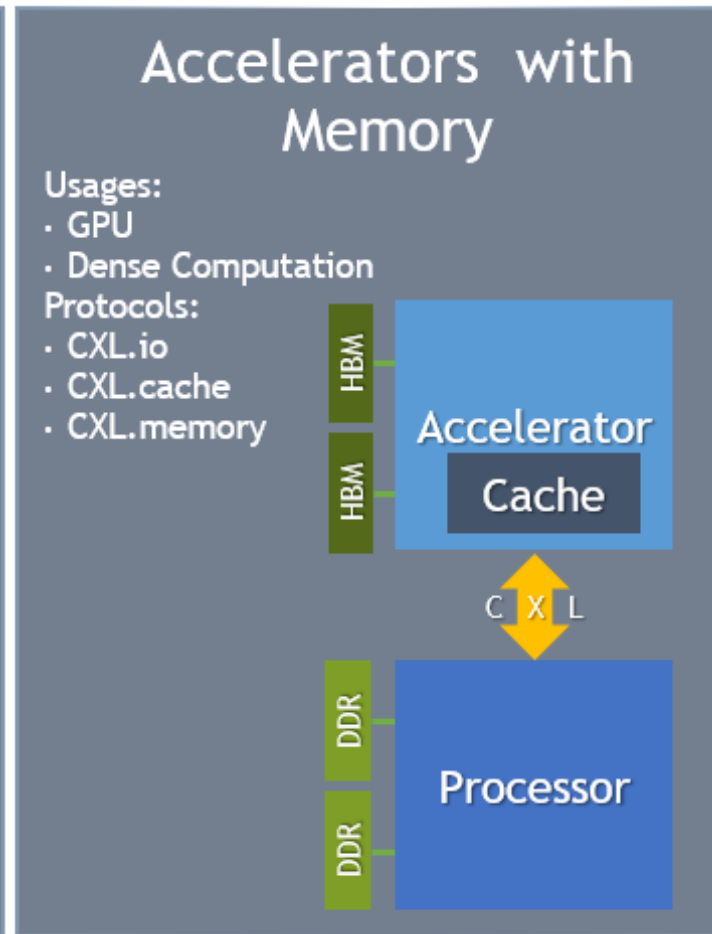 Accelerators with
Memory
Usages:
· GPU
· Dense Computation
Protocols:
· CXL.io
· CXL.cache
· CXL.memory
HBM
HBM
Accelerator
Cache
C X L
DDR
DDR
Processor